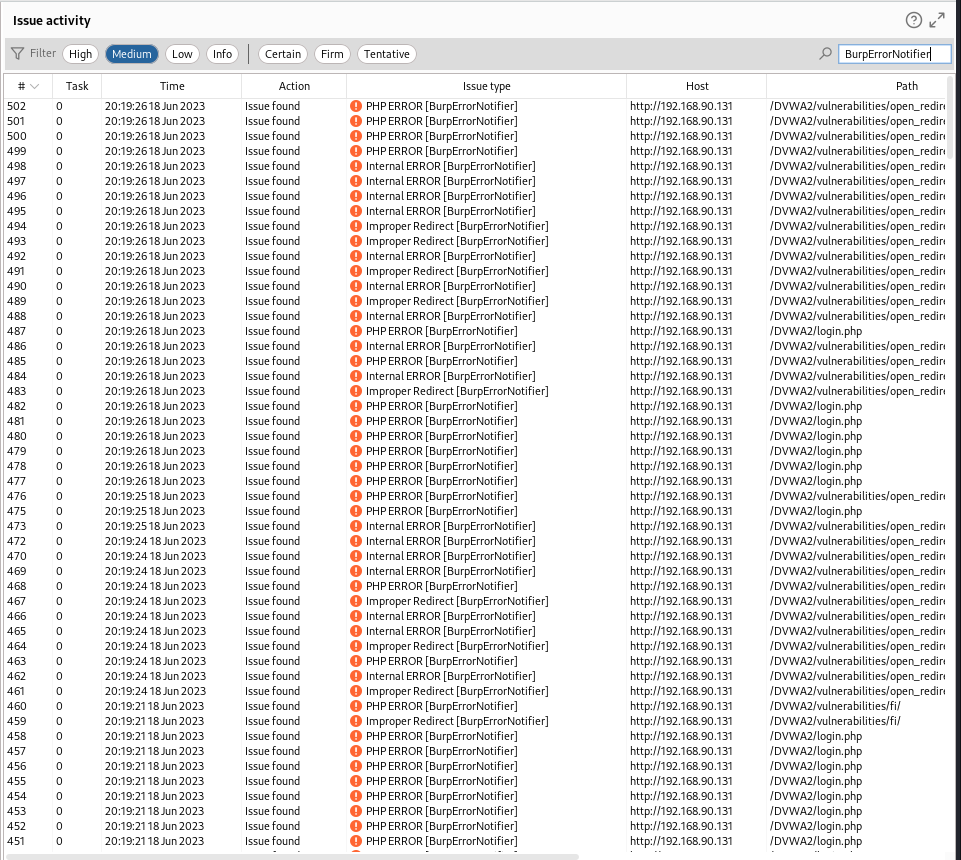 Issue activity
Filter High Medium Low Info Certain Firm Tentative BurpErrorNotifier
# Task Time Action Issue type Host Path
502 0 20:19:26 18 Jun 2023 Issue found PHP ERROR [BurpErrorNotifier] http://192.168.90.131 /DVWA2/vulnerabilities/open_redire
501 0 20:19:26 18 Jun 2023 Issue found PHP ERROR [BurpErrorNotifier] http://192.168.90.131 /DVWA2/vulnerabilities/open_redire
500 0 20:19:26 18 Jun 2023 Issue found PHP ERROR [BurpErrorNotifier] http://192.168.90.131 /DVWA2/vulnerabilities/open_redire
499 0 20:19:26 18 Jun 2023 Issue found PHP ERROR [BurpErrorNotifier] http://192.168.90.131 /DVWA2/vulnerabilities/open_redire
498 0 20:19:26 18 Jun 2023 Issue found Internal ERROR [BurpErrorNotifier] http://192.168.90.131 /DVWA2/vulnerabilities/open_redire
497 0 20:19:26 18 Jun 2023 Issue found Internal ERROR [BurpErrorNotifier] http://192.168.90.131 /DVWA2/vulnerabilities/open_redire
496 0 20:19:26 18 Jun 2023 Issue found Internal ERROR [BurpErrorNotifier] http://192.168.90.131 /DVWA2/vulnerabilities/open_redire
495 0 20:19:26 18 Jun 2023 Issue found Internal ERROR [BurpErrorNotifier] http://192.168.90.131 /DVWA2/vulnerabilities/open_redire
494 0 20:19:26 18 Jun 2023 Issue found Improper Redirect [BurpErrorNotifier] http://192.168.90.131 /DVWA2/vulnerabilities/open_redire
493 0 20:19:26 18 Jun 2023 Issue found Improper Redirect [BurpErrorNotifier] http://192.168.90.131 /DVWA2/vulnerabilities/open_redire
492 0 20:19:26 18 Jun 2023 Issue found Internal ERROR [BurpErrorNotifier] http://192.168.90.131 /DVWA2/vulnerabilities/open_redire
491 0 20:19:26 18 Jun 2023 Issue found Improper Redirect [BurpErrorNotifier] http://192.168.90.131 /DVWA2/vulnerabilities/open_redire
490 0 20:19:26 18 Jun 2023 Issue found Internal ERROR [BurpErrorNotifier] http://192.168.90.131 /DVWA2/vulnerabilities/open_redire
489 0 20:19:26 18 Jun 2023 Issue found Improper Redirect [BurpErrorNotifier] http://192.168.90.131 /DVWA2/vulnerabilities/open_redire
488 0 20:19:26 18 Jun 2023 Issue found Internal ERROR [BurpErrorNotifier] http://192.168.90.131 /DVWA2/vulnerabilities/open_redire
487 0 20:19:26 18 Jun 2023 Issue found PHP ERROR [BurpErrorNotifier] http://192.168.90.131 /DVWA2/login.php
486 0 20:19:26 18 Jun 2023 Issue found Internal ERROR [BurpErrorNotifier] http://192.168.90.131 /DVWA2/vulnerabilities/open_redire
485 0 20:19:26 18 Jun 2023 Issue found PHP ERROR [BurpErrorNotifier] http://192.168.90.131 /DVWA2/vulnerabilities/open_redire
484 0 20:19:26 18 Jun 2023 Issue found Internal ERROR [BurpErrorNotifier] http://192.168.90.131 /DVWA2/vulnerabilities/open_redire
483 0 20:19:26 18 Jun 2023 Issue found Improper Redirect [BurpErrorNotifier] http://192.168.90.131 /DVWA2/vulnerabilities/open_redire
482 0 20:19:26 18 Jun 2023 Issue found PHP ERROR [BurpErrorNotifier] http://192.168.90.131 /DVWA2/login.php
481 0 20:19:26 18 Jun 2023 Issue found PHP ERROR [BurpErrorNotifier] http://192.168.90.131 /DVWA2/login.php
480 0 20:19:26 18 Jun 2023 Issue found PHP ERROR [BurpErrorNotifier] http://192.168.90.131 /DVWA2/login.php
479 0 20:19:26 18 Jun 2023 Issue found PHP ERROR [BurpErrorNotifier] http://192.168.90.131 /DVWA2/login.php
478 0 20:19:26 18 Jun 2023 Issue found PHP ERROR [BurpErrorNotifier] http://192.168.90.131 /DVWA2/login.php
477 0 20:19:26 18 Jun 2023 Issue found PHP ERROR [BurpErrorNotifier] http://192.168.90.131 /DVWA2/login.php
476 0 20:19:25 18 Jun 2023 Issue found PHP ERROR [BurpErrorNotifier] http://192.168.90.131 /DVWA2/vulnerabilities/open_redire
475 0 20:19:25 18 Jun 2023 Issue found PHP ERROR [BurpErrorNotifier] http://192.168.90.131 /DVWA2/login.php
473 0 20:19:25 18 Jun 2023 Issue found Internal ERROR [BurpErrorNotifier] http://192.168.90.131 /DVWA2/vulnerabilities/open_redire
472 0 20:19:24 18 Jun 2023 Issue found Internal ERROR [BurpErrorNotifier] http://192.168.90.131 /DVWA2/vulnerabilities/open_redire
470 0 20:19:24 18 Jun 2023 Issue found Internal ERROR [BurpErrorNotifier] http://192.168.90.131 /DVWA2/vulnerabilities/open_redire
469 0 20:19:24 18 Jun 2023 Issue found Internal ERROR [BurpErrorNotifier] http://192.168.90.131 /DVWA2/vulnerabilities/open_redire
468 0 20:19:24 18 Jun 2023 Issue found PHP ERROR [BurpErrorNotifier] http://192.168.90.131 /DVWA2/vulnerabilities/open_redire
467 0 20:19:24 18 Jun 2023 Issue found Improper Redirect [BurpErrorNotifier] http://192.168.90.131 /DVWA2/vulnerabilities/open_redire
466 0 20:19:24 18 Jun 2023 Issue found Internal ERROR [BurpErrorNotifier] http://192.168.90.131 /DVWA2/vulnerabilities/open_redire
465 0 20:19:24 18 Jun 2023 Issue found Internal ERROR [BurpErrorNotifier] http://192.168.90.131 /DVWA2/vulnerabilities/open_redire
464 0 20:19:24 18 Jun 2023 Issue found Improper Redirect [BurpErrorNotifier] http://192.168.90.131 /DVWA2/vulnerabilities/open_redire
463 0 20:19:24 18 Jun 2023 Issue found PHP ERROR [BurpErrorNotifier] http://192.168.90.131 /DVWA2/vulnerabilities/open_redire
462 0 20:19:24 18 Jun 2023 Issue found Internal ERROR [BurpErrorNotifier] http://192.168.90.131 /DVWA2/vulnerabilities/open_redire
461 0 20:19:24 18 Jun 2023 Issue found Improper Redirect [BurpErrorNotifier] http://192.168.90.131 /DVWA2/vulnerabilities/open_redire
460 0 20:19:21 18 Jun 2023 Issue found PHP ERROR [BurpErrorNotifier] http://192.168.90.131 /DVWA2/vulnerabilities/fi/
459 0 20:19:21 18 Jun 2023 Issue found Improper Redirect [BurpErrorNotifier] http://192.168.90.131 /DVWA2/vulnerabilities/fi/
458 0 20:19:21 18 Jun 2023 Issue found PHP ERROR [BurpErrorNotifier] http://192.168.90.131 /DVWA2/login.php
457 0 20:19:21 18 Jun 2023 Issue found PHP ERROR [BurpErrorNotifier] http://192.168.90.131 /DVWA2/login.php
456 0 20:19:21 18 Jun 2023 Issue found PHP ERROR [BurpErrorNotifier] http://192.168.90.131 /DVWA2/login.php
455 0 20:19:21 18 Jun 2023 Issue found PHP ERROR [BurpErrorNotifier] http://192.168.90.131 /DVWA2/login.php
454 0 20:19:21 18 Jun 2023 Issue found PHP ERROR [BurpErrorNotifier] http://192.168.90.131 /DVWA2/login.php
453 0 20:19:21 18 Jun 2023 Issue found PHP ERROR [BurpErrorNotifier] http://192.168.90.131 /DVWA2/login.php
452 0 20:19:21 18 Jun 2023 Issue found PHP ERROR [BurpErrorNotifier] http://192.168.90.131 /DVWA2/login.php
451 0 20:19:21 18 Jun 2023 Issue found PHP ERROR [BurpErrorNotifier] http://192.168.90.131 /DVWA2/login.php